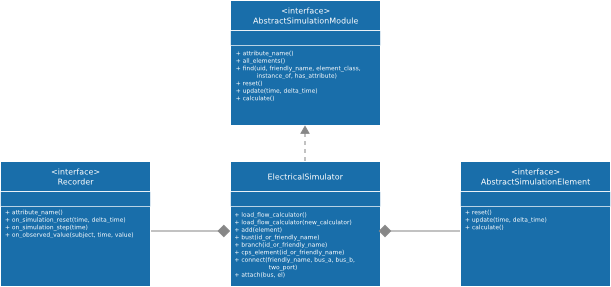 <interface>
AbstractSimulationModule
+ attribute_name()
+ all_elements()
+ find(uid, friendly_name, element_class,
instance_of, has_attribute)
+ reset()
+ update(time, delta_time)
+ calculate()
<interface>
Recorder
+ attribute_name()
+ on_simulation_reset(time, delta_time)
+ on_simulation_step(time)
+ on_observed_value(subject, time, value)
ElectricalSimulator
+ load_flow_calculator()
+ load_flow_calculator(new_calculator)
+ add(element)
+ bust(id_or_friendly_name)
+ branch(id_or_friendly_name)
+ cps_element(id_or_friendly_name)
+ connect(friendly_name, bus_a, bus_b,
two_port)
+ attach(bus, el)
<interface>
AbstractSimulationElement
+ reset()
+ update(time, delta_time)
+ calculate()